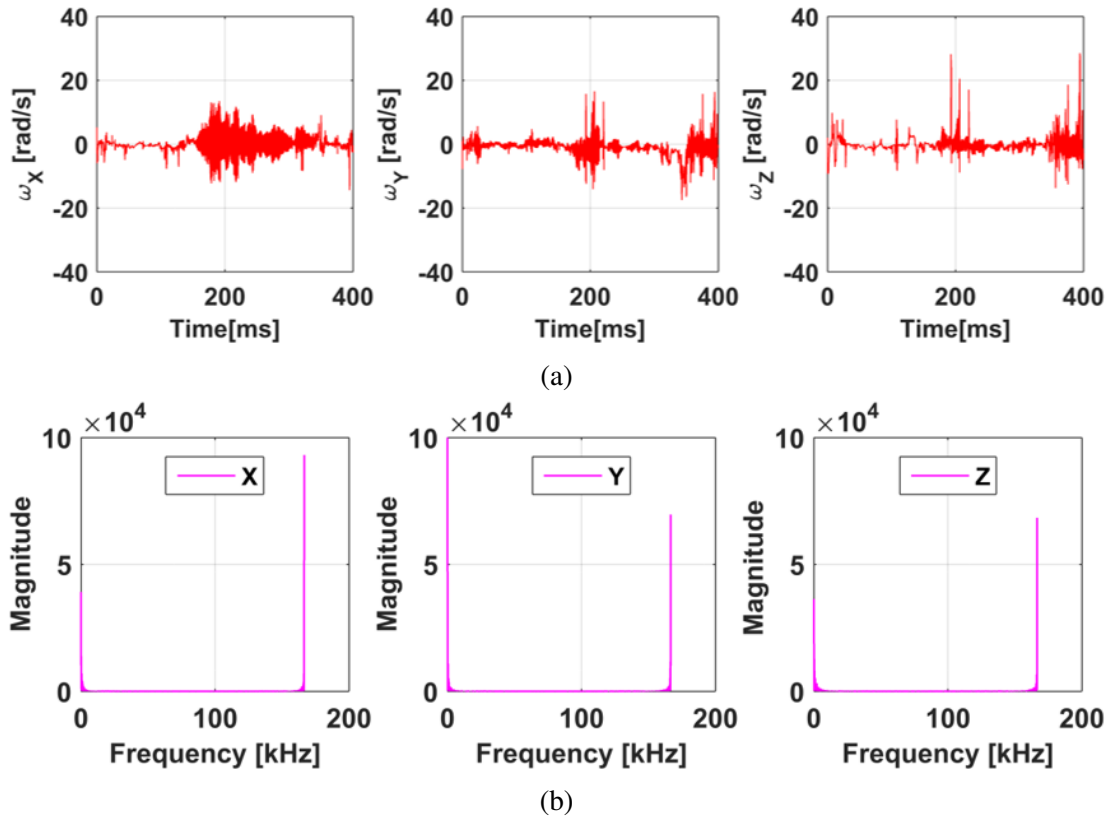 40
20
0
-20
-40
ω_X [rad/s]
0 200 400
Time[ms]
40
20
0
-20
-40
ω_Y [rad/s]
0 200 400
Time[ms]
40
20
0
-20
-40
ω_Z [rad/s]
0 200 400
Time[ms]
(a)
×10^4
10
5
0
Magnitude
X
0 100 200
Frequency [kHz]
×10^4
10
5
0
Magnitude
Y
0 100 200
Frequency [kHz]
×10^4
10
5
0
Magnitude
Z
0 100 200
Frequency [kHz]
(b)